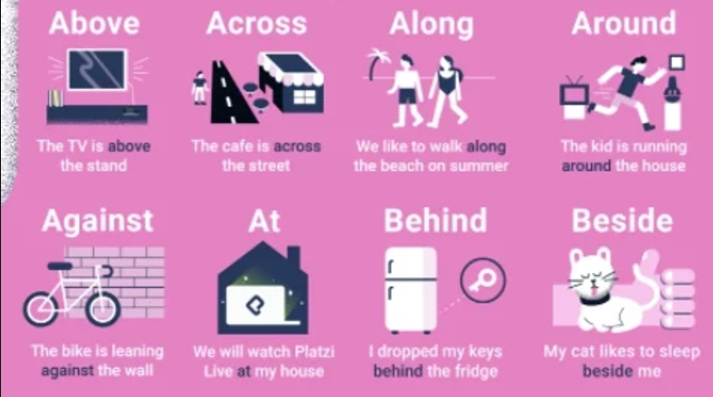 Above
The TV is above
the stand
Across
The cafe is across
the street
Along
We like to walk along
the beach on summer
Around
The kid is running
around the house
Against
The bike is leaning
against the wall
At
We will watch Platzi
Live at my house
Behind
I dropped my keys
behind the fridge
Beside
My cat likes to sleep
beside me